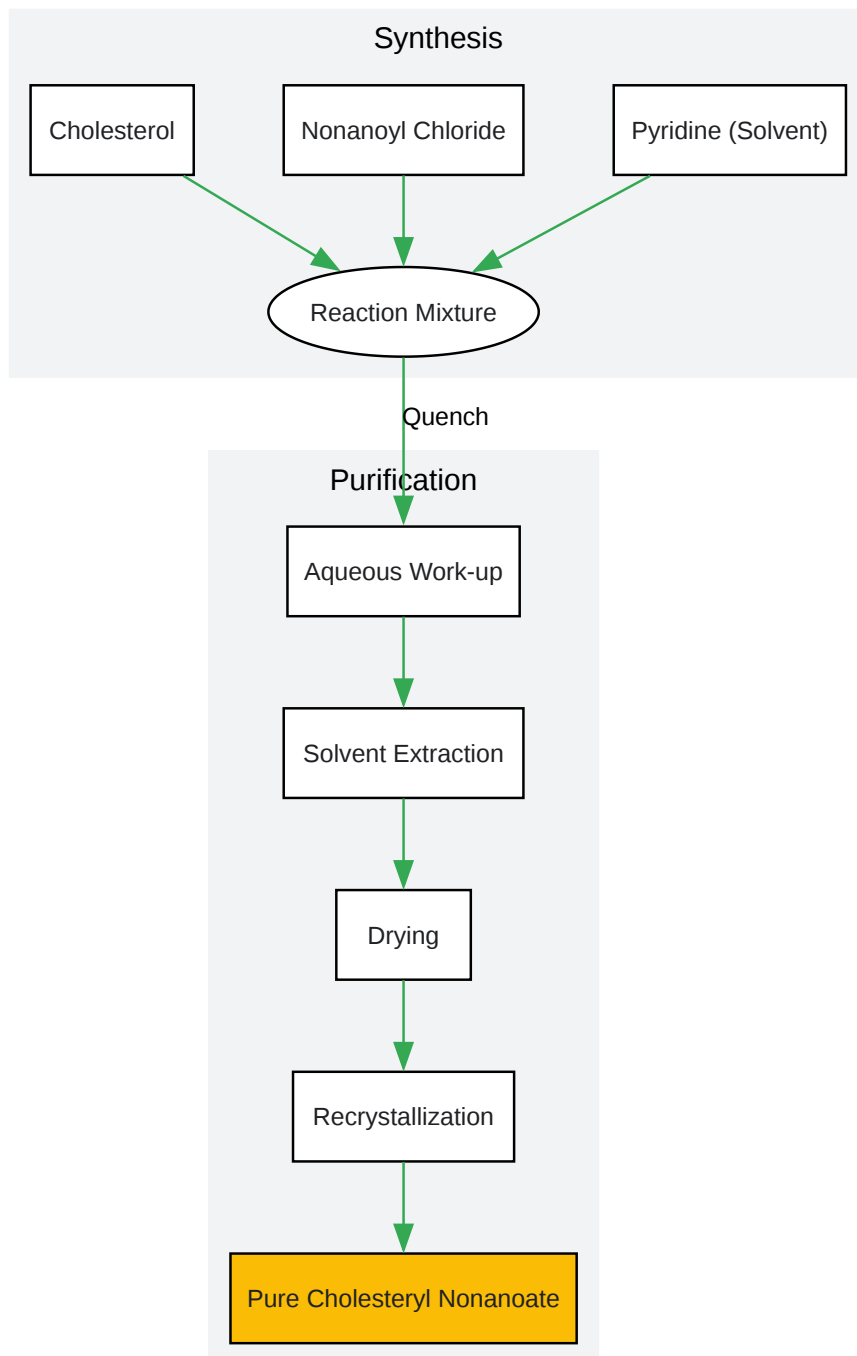 Synthesis
Cholesterol
Nonanoyl Chloride
Pyridine (Solvent)
Reaction Mixture
Quench
Purification
Aqueous Work-up
Solvent Extraction
Drying
Recrystallization
Pure Cholesteryl Nonanoate